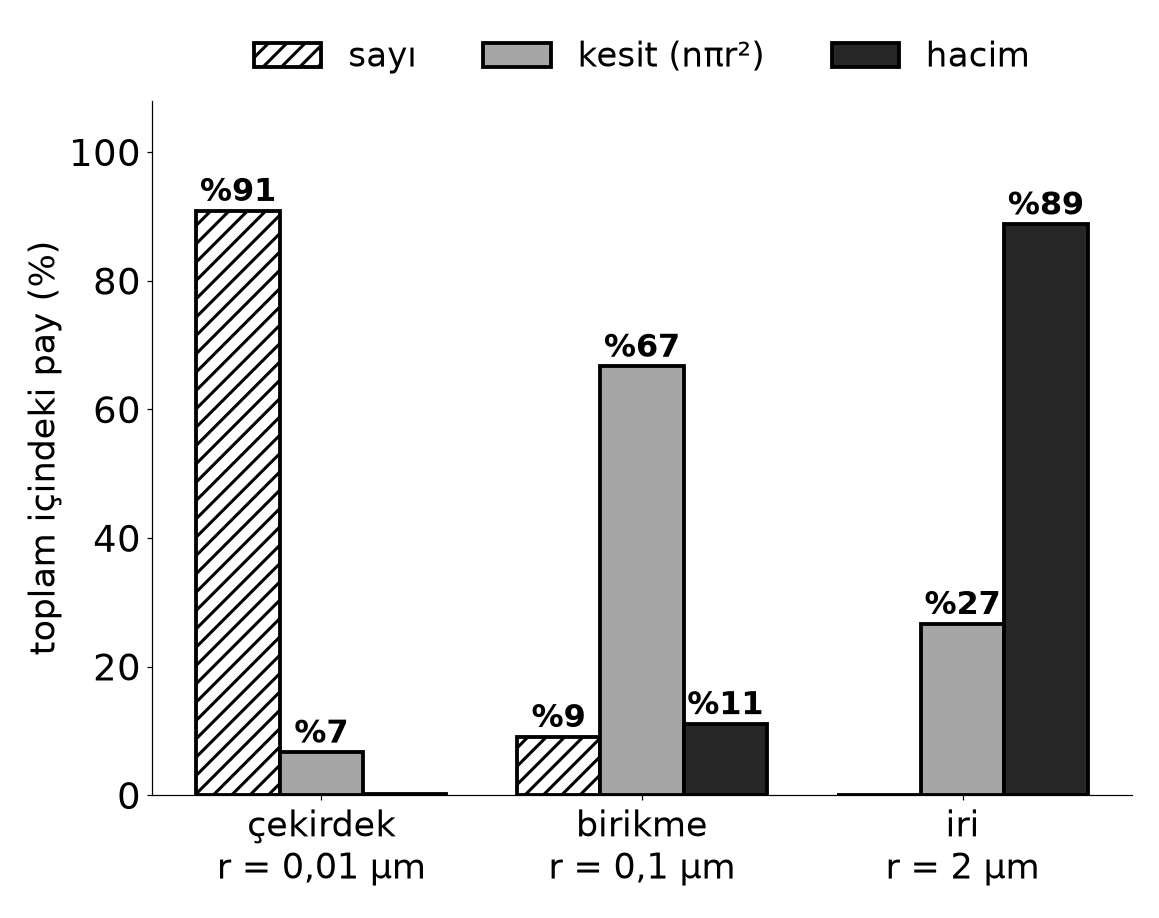 sayı kesit (nπr²) hacim
toplam içindeki pay (%)
100
80
60
40
20
0
%91
%7
%9
%67
%11
%27
%89
çekirdek
r = 0,01 µm
birikme
r = 0,1 µm
iri
r = 2 µm